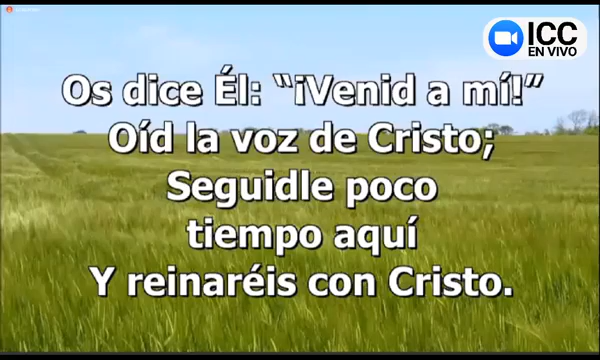 ICC
EN VIVO
Os dice Él: “¡Venid a mí!”
Oíd la voz de Cristo;
Seguidle poco
tiempo aquí
Y reinaréis con Cristo.